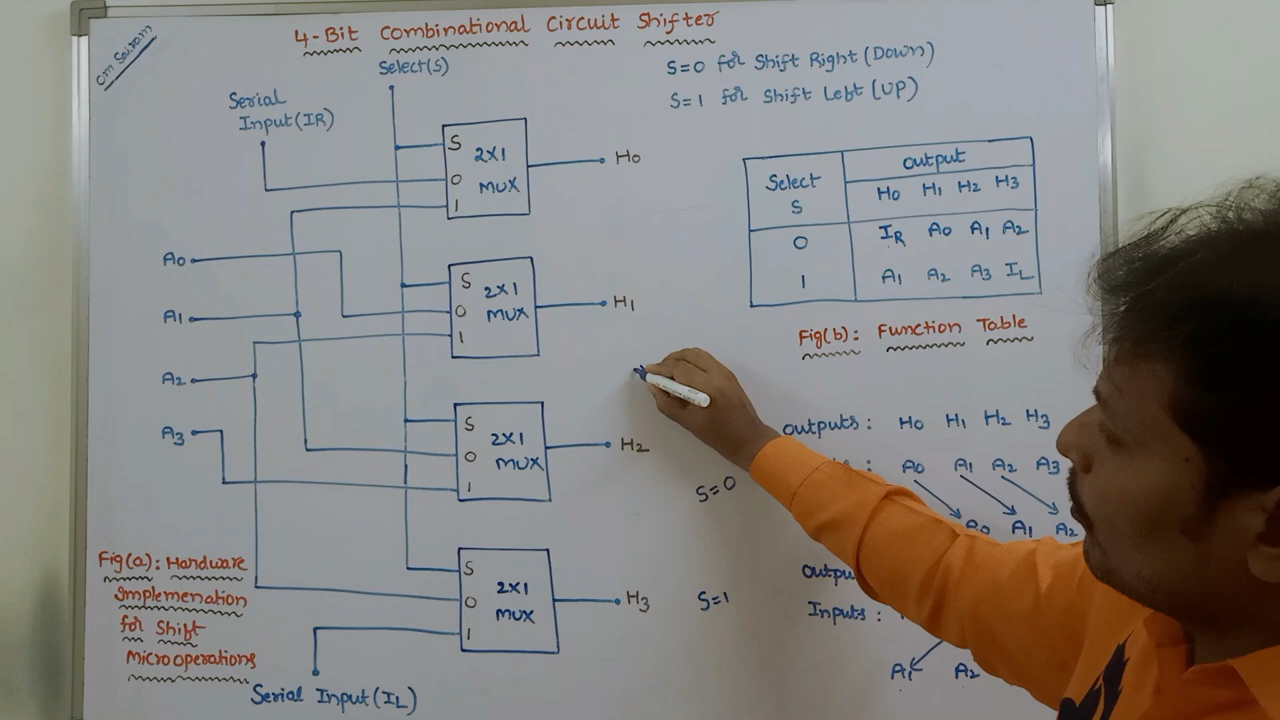 Om Sairam
4-Bit Combinational Circuit Shifter
Select(S)
Serial
Input(IR)
S=0 for Shift Right (Down)
S=1 for Shift Left (UP)
S
0
1
2X1
MUX
H0
A0
S
0
1
2X1
MUX
H1
A1
A2
A3
S
0
1
2X1
MUX
H2
S
0
1
2X1
MUX
H3
Serial Input(IL)
Fig(a): Hardware
Implemenation
for Shift
Microoperations
Select
S
output
H0 H1 H2 H3
0 IR A0 A1 A2
1 A1 A2 A3 IL
Fig(b): Function Table
outputs : H0 H1 H2 H3
: A0 A1 A2 A3
S=0
A0 A1 A2
S=1
Inputs :
A1 A2